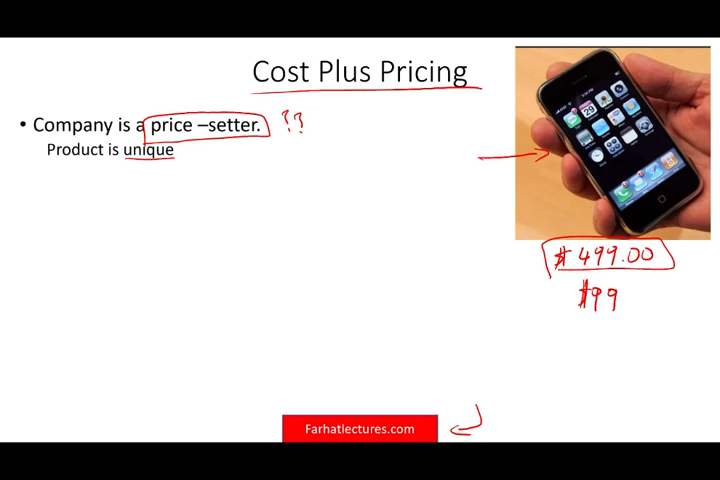 Cost Plus Pricing
• Company is a price –setter. ??
Product is unique
$499.00
$99
Farhatlectures.com